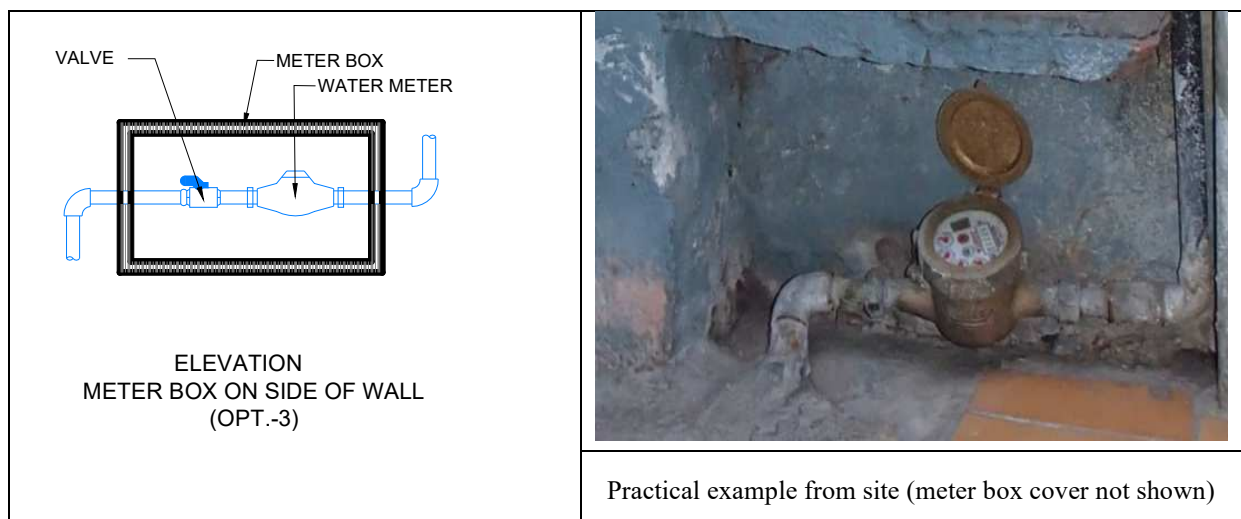 VALVE
METER BOX
WATER METER
ELEVATION
METER BOX ON SIDE OF WALL
(OPT.-3)
Practical example from site (meter box cover not shown)